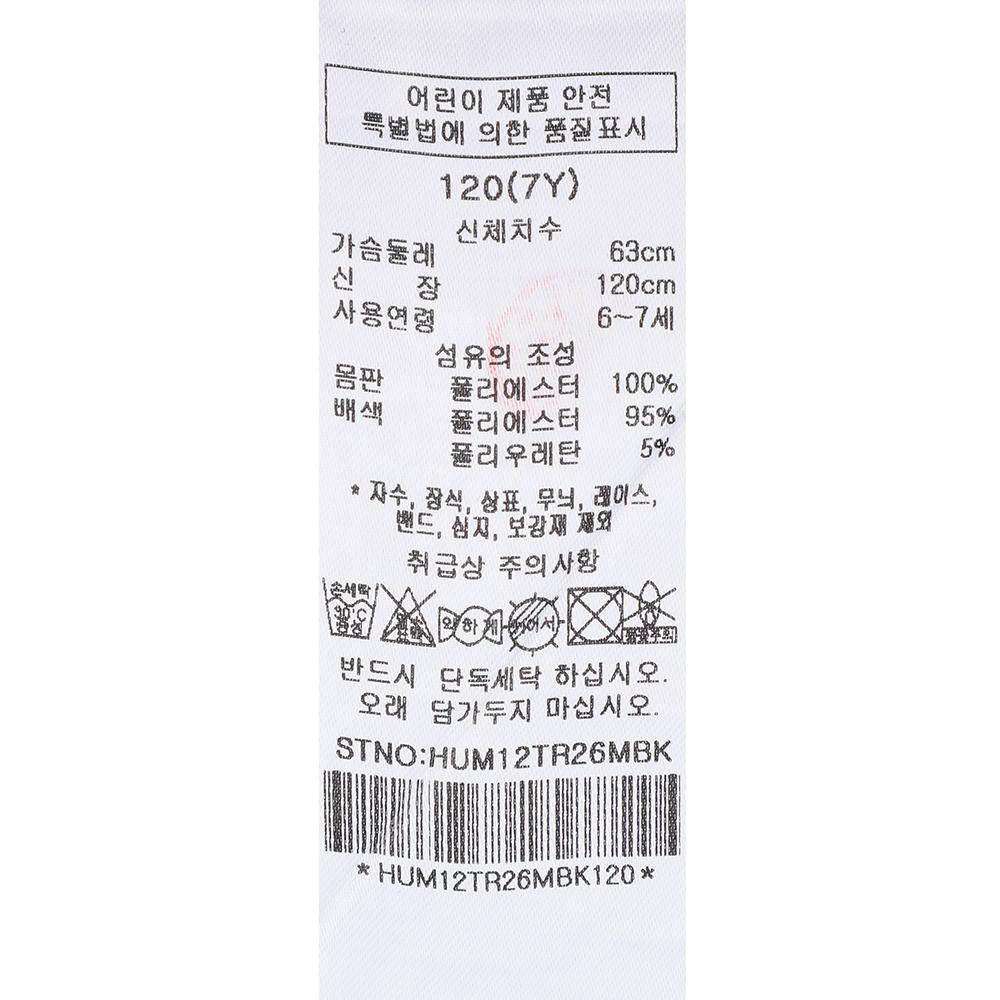 어린이 제품 안전
특별법에 의한 품질표시
120(7Y)
신체치수
가슴둘레 63cm
신 장 120cm
사용연령 6~7세
섬유의 조성
몸판 폴리에스터 100%
배색 폴리에스터 95%
폴리우레탄 5%
* 자수, 장식, 상표, 무늬, 레이스,
밴드, 심지, 보강재 제외
취급상 주의사항
손세탁
30℃
중성
약하게
뉘어서
반드시 단독세탁 하십시오.
오래 담가두지 마십시오.
STNO:HUM12TR26MBK
*HUM12TR26MBK120*